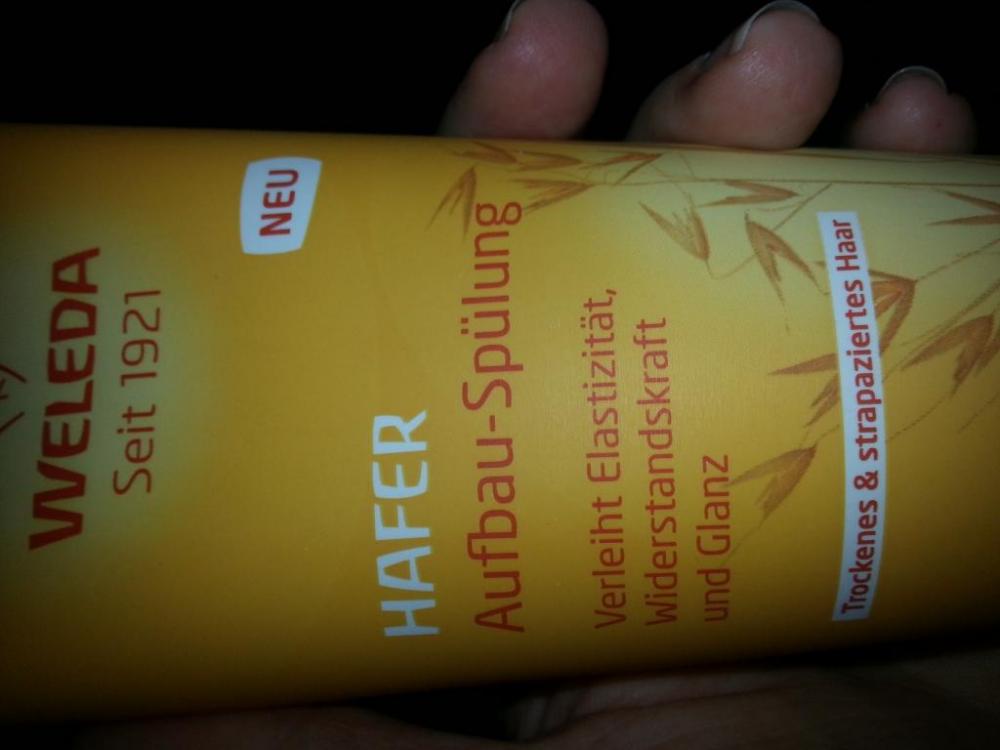 WELEDA
Seit 1921
NEU
HAFER
Aufbau-Spülung
Verleiht Elastizität,
Widerstandskraft
und Glanz
Trockenes & strapaziertes Haar